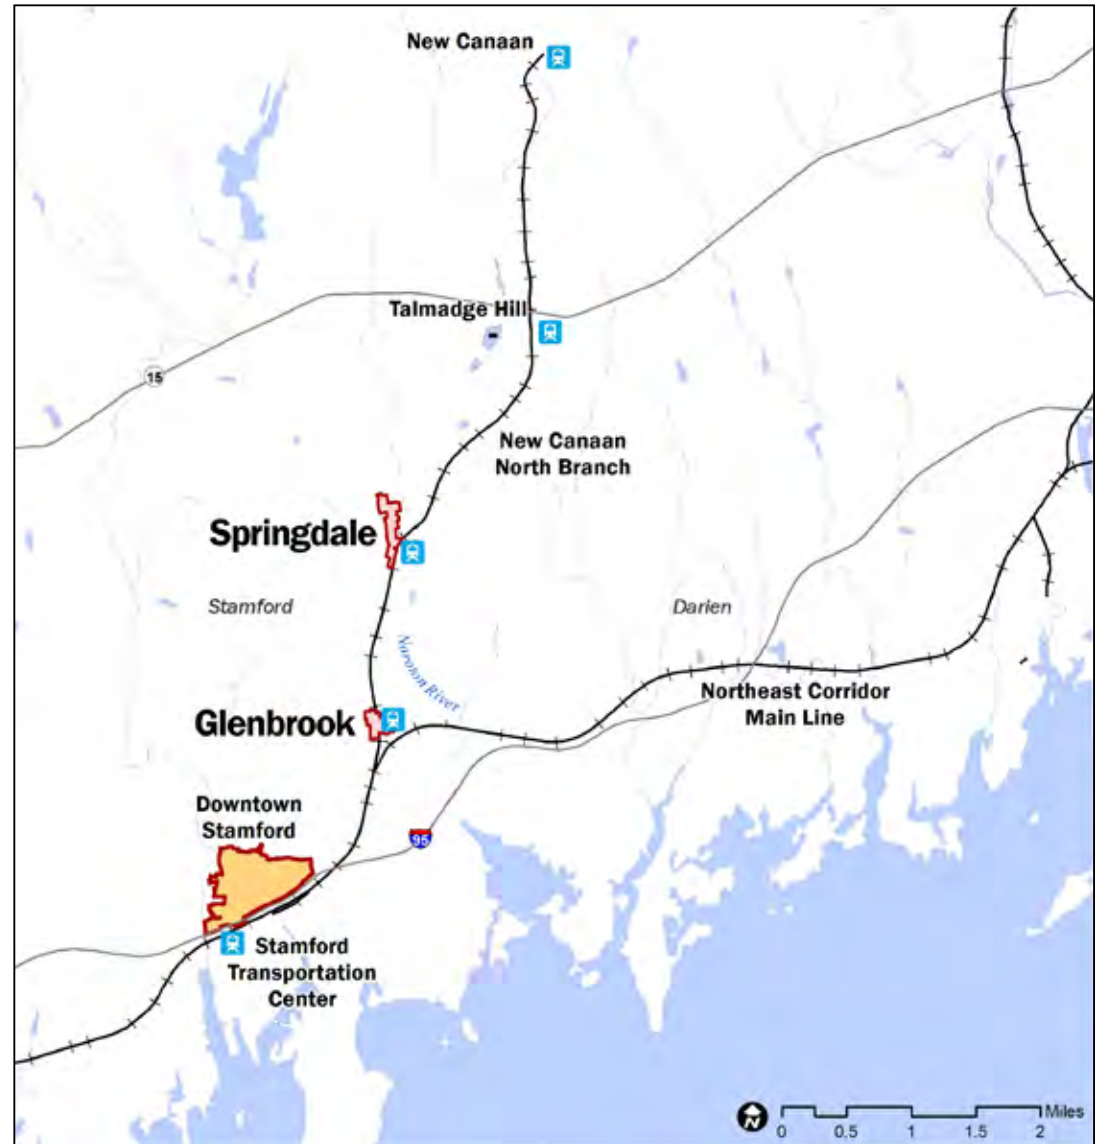 New Canaan
Talmadge Hill
15
New Canaan
North Branch
Springdale
Stamford
Darien
Noroton River
Northeast Corridor
Main Line
Glenbrook
Downtown
Stamford
95
Stamford
Transportation
Center
N
Miles
0 0.5 1 1.5 2